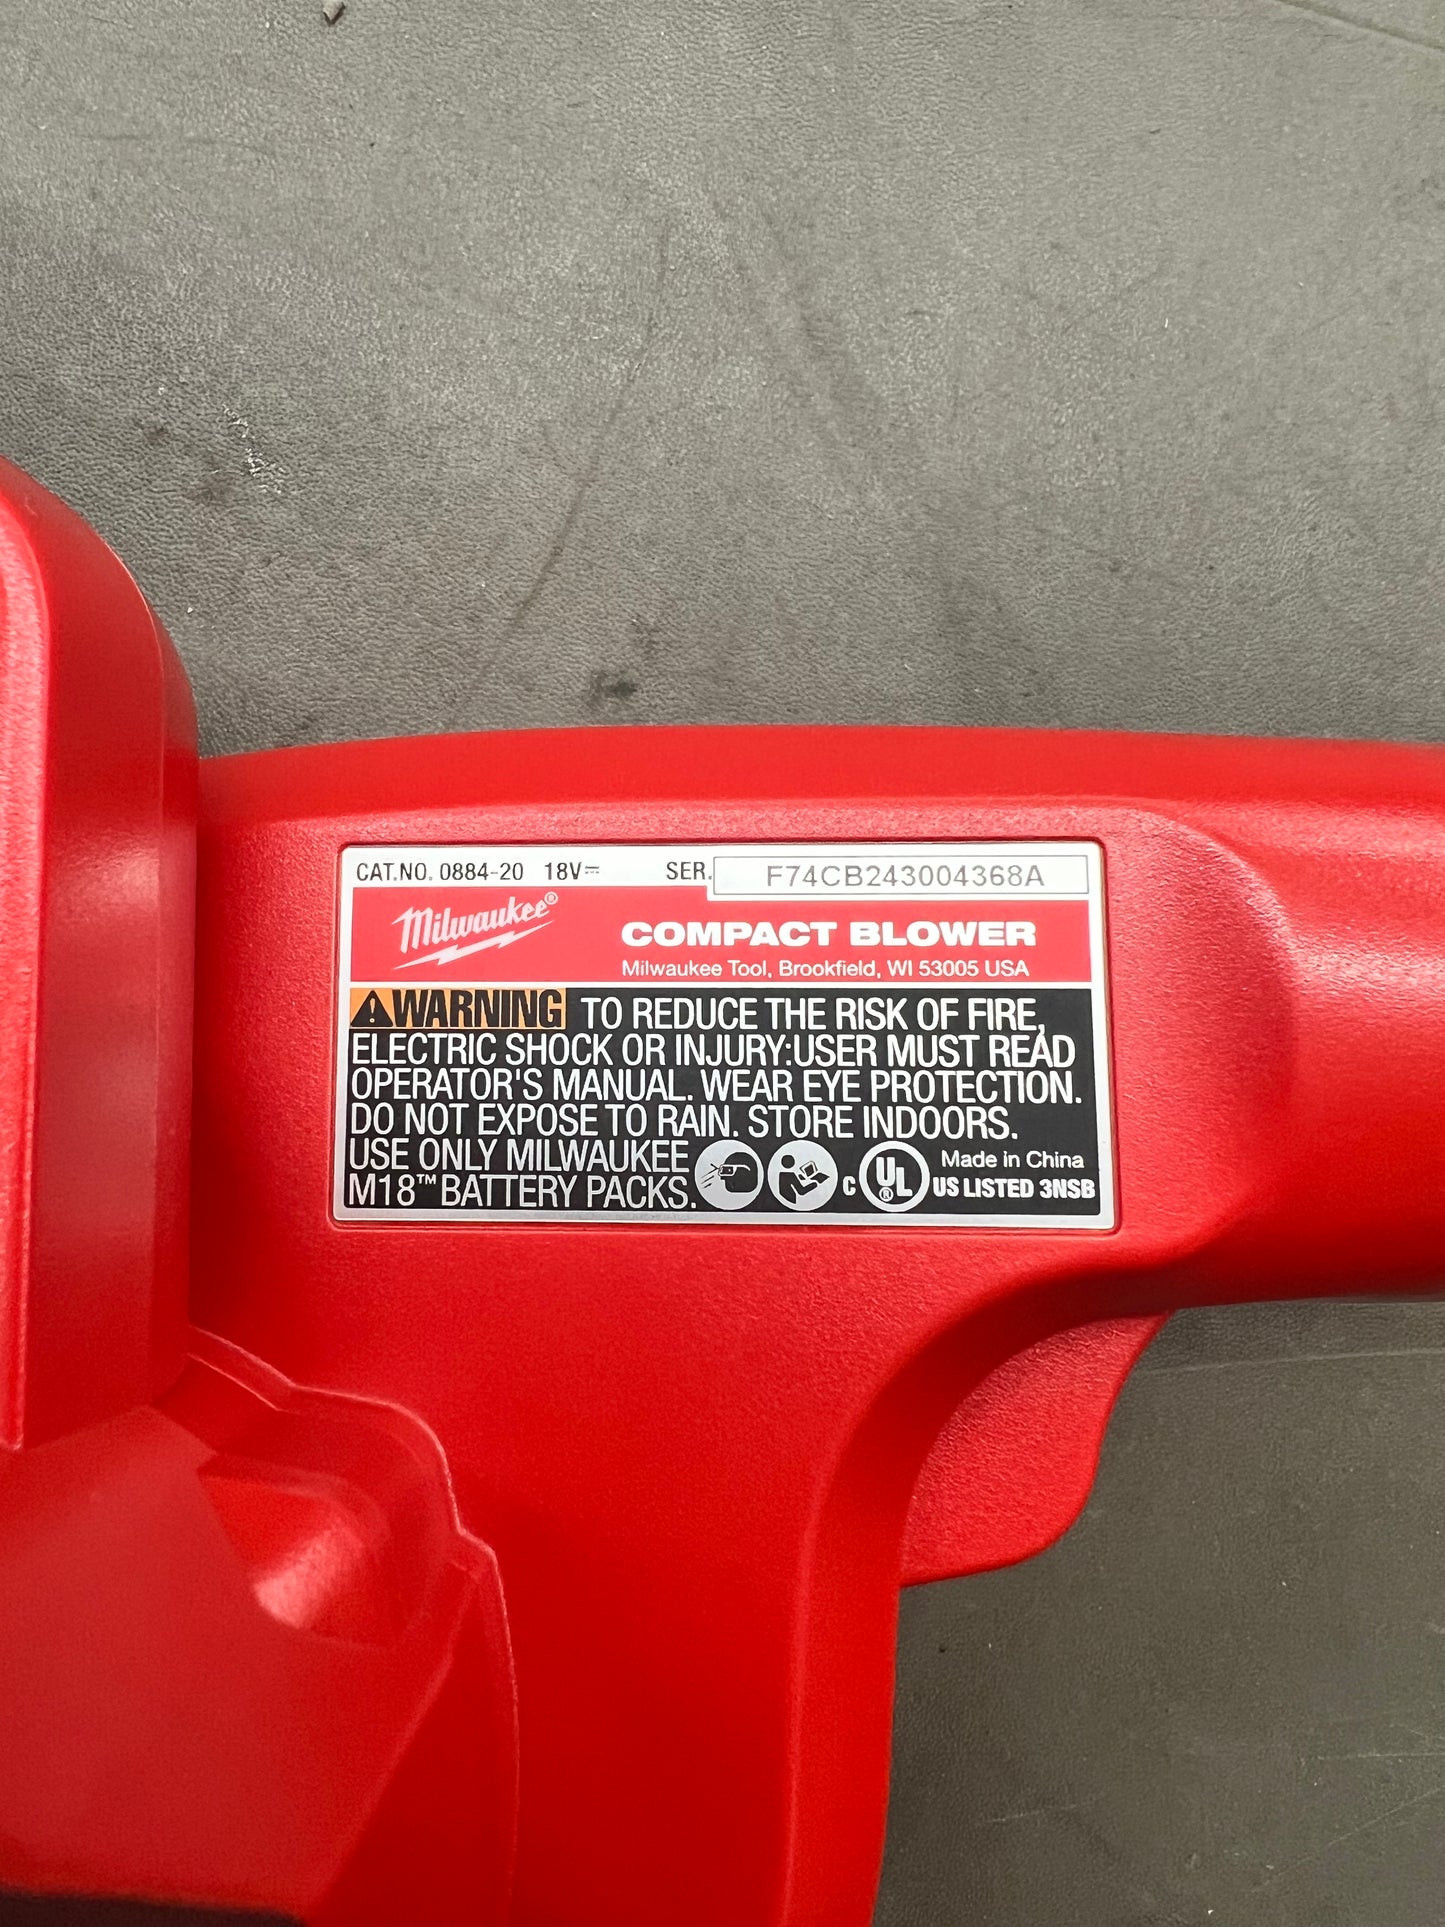 CAT.NO. 0884-20 18V⎓ SER. F74CB243004368A
Milwaukee®
COMPACT BLOWER
Milwaukee Tool, Brookfield, WI 53005 USA
⚠WARNING TO REDUCE THE RISK OF FIRE,
ELECTRIC SHOCK OR INJURY:USER MUST READ
OPERATOR'S MANUAL. WEAR EYE PROTECTION.
DO NOT EXPOSE TO RAIN. STORE INDOORS.
USE ONLY MILWAUKEE
M18™ BATTERY PACKS.
C UL® US LISTED 3NSB
Made in China